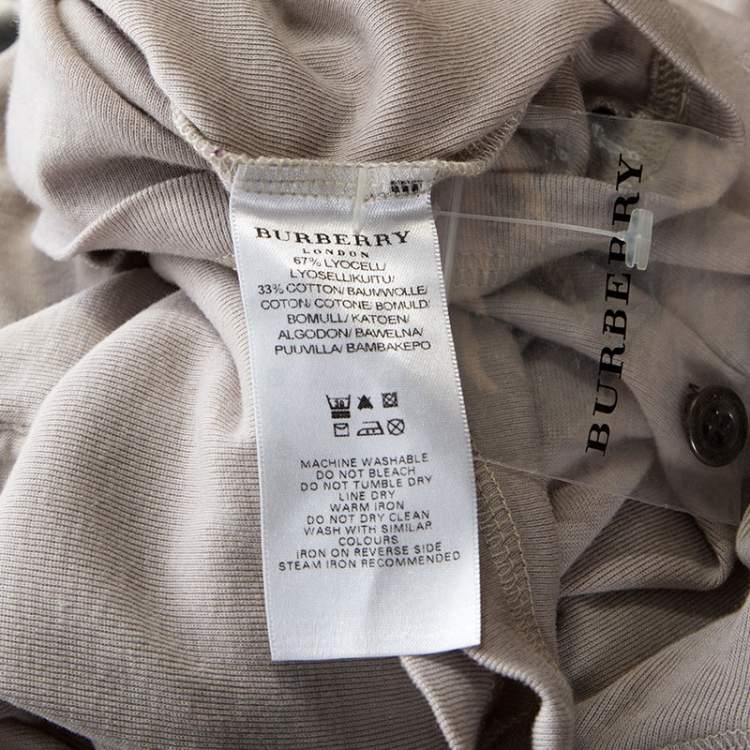 BURBERRY
LONDON
67% LYOCELL/
LYOSELLIKUITU/
33% COTTON/BAUMWOLLE/
COTON/COTONE/BOMULD/
BOMULL/KATOEN/
ALGODON/BAWELNA/
PUUVILLA/BAMBAKEPO
30
MACHINE WASHABLE
DO NOT BLEACH
DO NOT TUMBLE DRY
LINE DRY
WARM IRON
DO NOT DRY CLEAN
WASH WITH SIMILAR
COLOURS
IRON ON REVERSE SIDE
STEAM IRON RECOMMENDED
BURBERRY